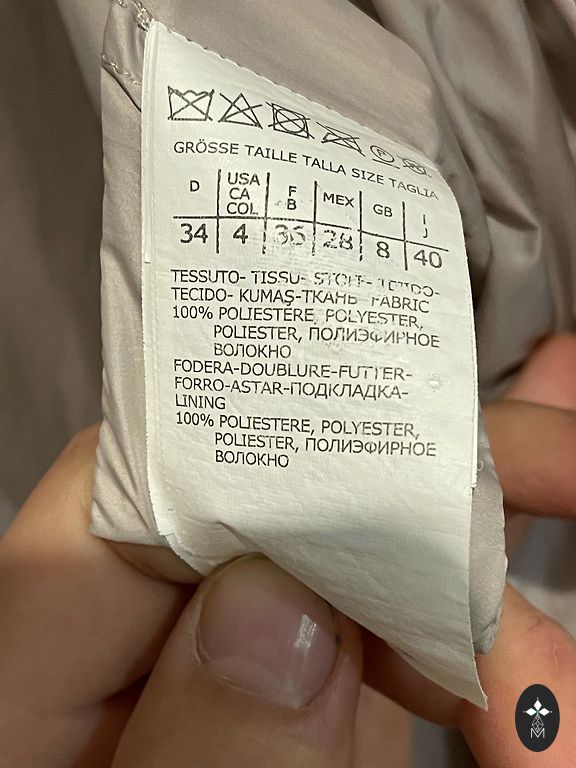 GRÖSSE TAILLE TALLA SIZE TAGLIA
D USA CA COL F B MEX GB I J
34 4 36 28 8 40
TESSUTO- TISSU- STOFF- TEJIDO-
TECIDO- KUMAŞ-ТКАНЬ FABRIC
100% POLIESTERE, POLYESTER,
POLIESTER, ПОЛИЭФИРНОЕ
ВОЛОКНО
FODERA-DOUBLURE-FUTTER-
FORRO-ASTAR-ПОДКЛАДКА-
LINING
100% POLIESTERE, POLYESTER,
POLIESTER, ПОЛИЭФИРНОЕ
ВОЛОКНО